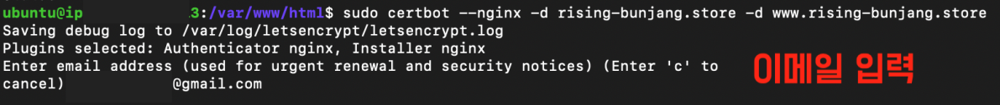 ubuntu@ip 3:/var/www/html$ sudo certbot --nginx -d rising-bunjang.store -d www.rising-bunjang.store
Saving debug log to /var/log/letsencrypt/letsencrypt.log
Plugins selected: Authenticator nginx, Installer nginx
Enter email address (used for urgent renewal and security notices) (Enter 'c' to
cancel) @gmail.com
이메일 입력